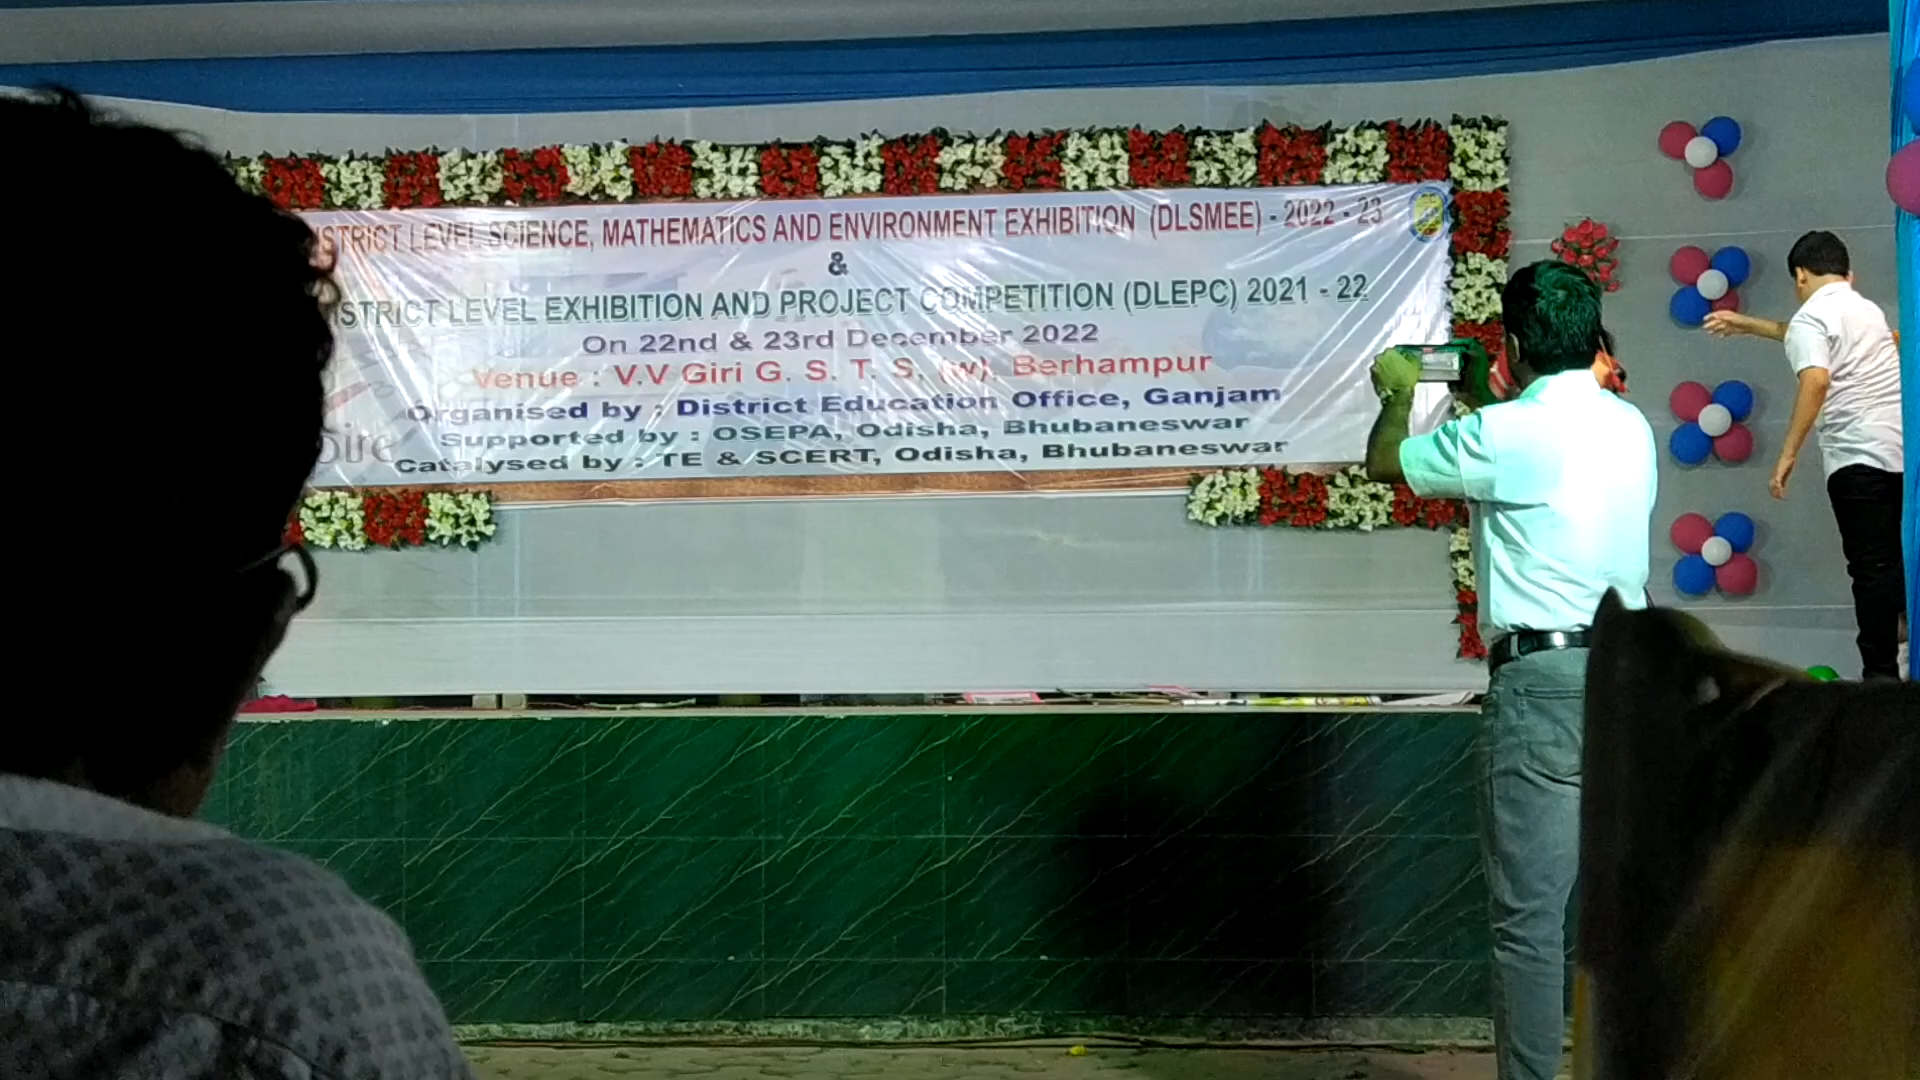 ISTRICT LEVEL SCIENCE, MATHEMATICS AND ENVIRONMENT EXHIBITION (DLSMEE) - 2022 - 23
&
ISTRICT LEVEL EXHIBITION AND PROJECT COMPETITION (DLEPC) 2021 - 22
On 22nd & 23rd December 2022
Venue : V.V Giri G. S. T. S. (w). Berhampur
Organised by : District Education Office, Ganjam
Supported by : OSEPA, Odisha, Bhubaneswar
pire
Catalysed by : TE & SCERT, Odisha, Bhubaneswar